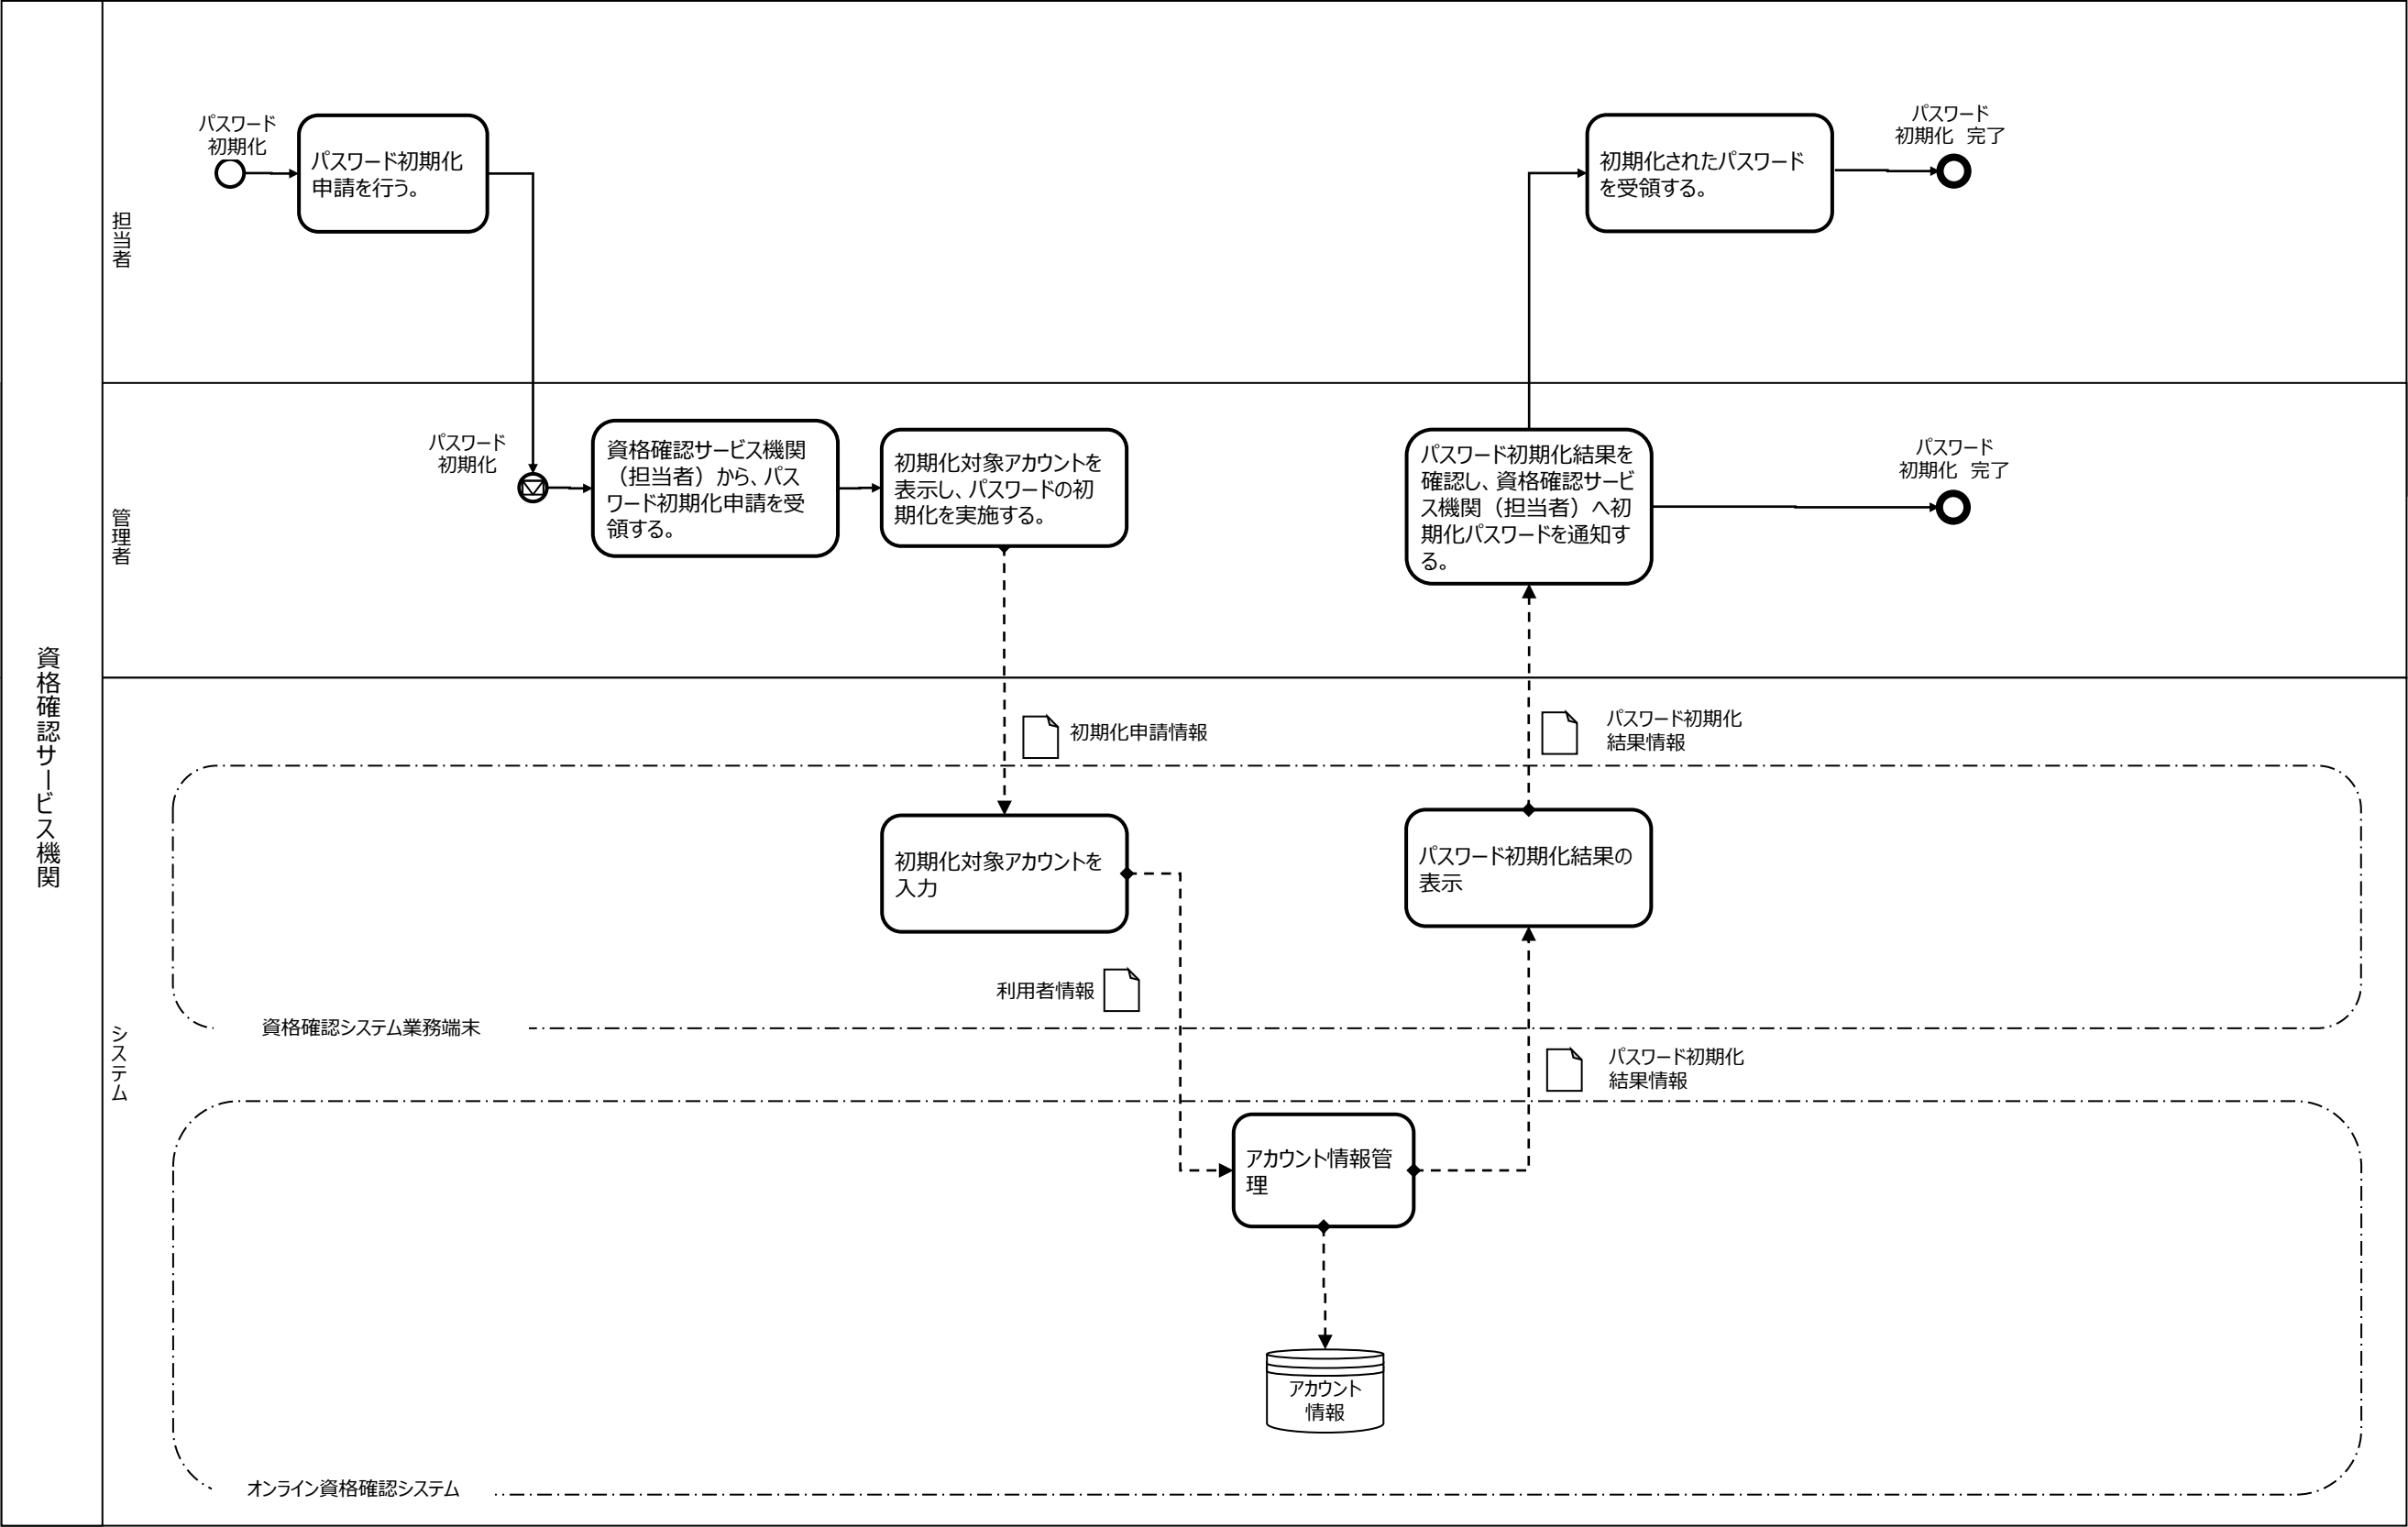 資格確認サービス機関
担当者
パスワード
初期化
パスワード初期化
申請を行う。
初期化されたパスワード
を受領する。
パスワード
初期化　完了
管理者
パスワード
初期化
資格確認サービス機関
（担当者）から、パス
ワード初期化申請を受
領する。
初期化対象アカウントを
表示し、パスワードの初
期化を実施する。
パスワード初期化結果を
確認し、資格確認サービ
ス機関（担当者）へ初
期化パスワードを通知す
る。
パスワード
初期化　完了
システム
初期化申請情報
パスワード初期化
結果情報
初期化対象アカウントを
入力
パスワード初期化結果の
表示
利用者情報
資格確認システム業務端末
パスワード初期化
結果情報
アカウント情報管
理
アカウント
情報
オンライン資格確認システム